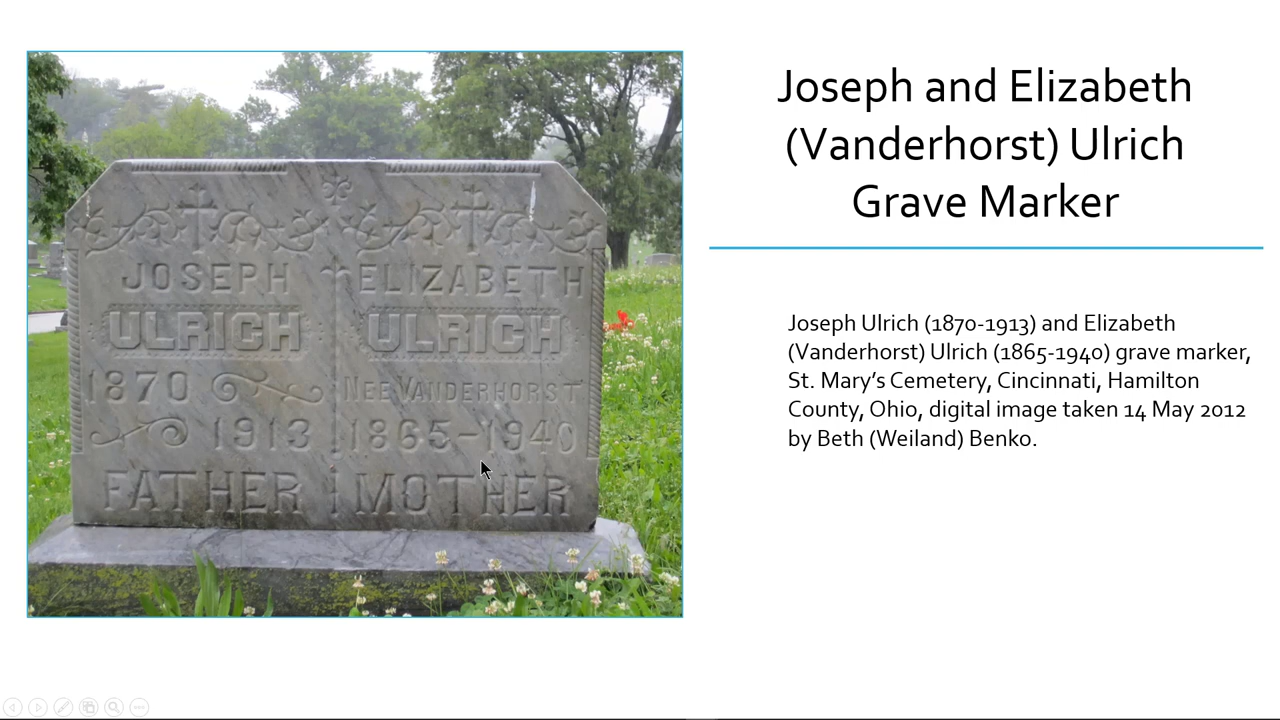 Joseph and Elizabeth
(Vanderhorst) Ulrich
Grave Marker
JOSEPH
ULRICH
1870
1913
FATHER
ELIZABETH
ULRICH
NEE VANDERHORST
1865-1940
MOTHER
Joseph Ulrich (1870-1913) and Elizabeth
(Vanderhorst) Ulrich (1865-1940) grave marker,
St. Mary’s Cemetery, Cincinnati, Hamilton
County, Ohio, digital image taken 14 May 2012
by Beth (Weiland) Benko.